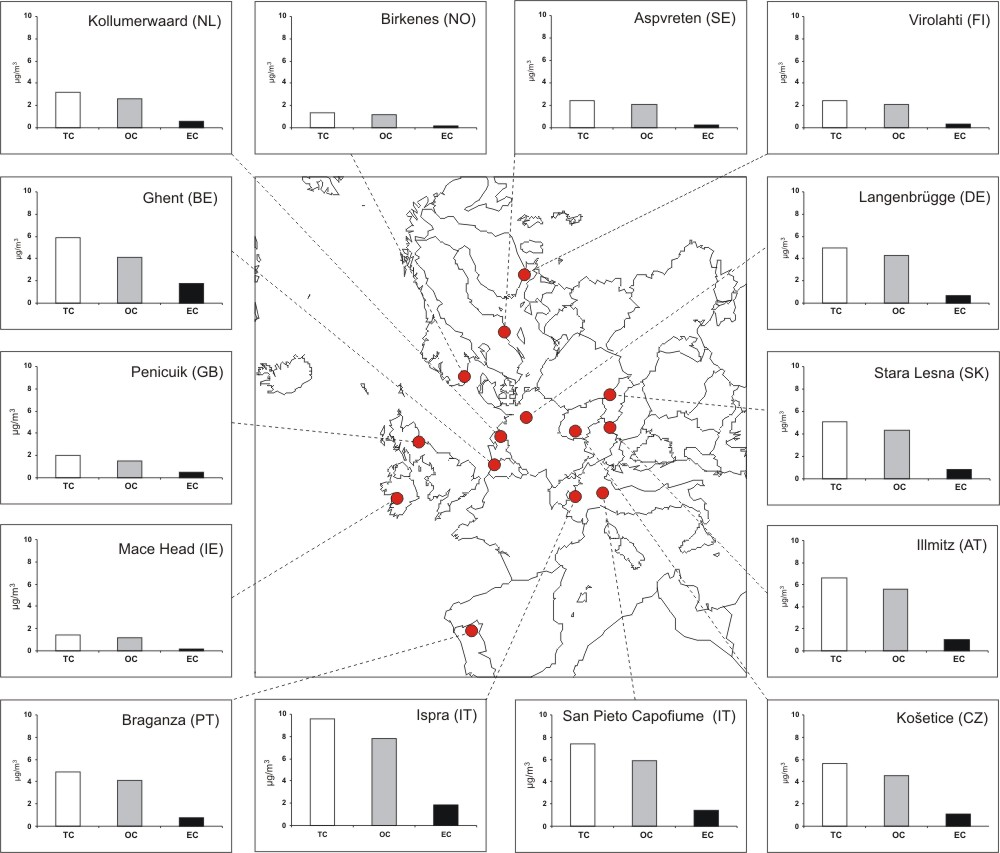 Kollumerwaard (NL)
µg/m³
10
8
6
4
2
0
TC OC EC
Birkenes (NO)
µg/m³
10
8
6
4
2
0
TC OC EC
Aspvreten (SE)
µg/m³
10
8
6
4
2
0
TC OC EC
Virolahti (FI)
µg/m³
10
8
6
4
2
0
TC OC EC
Ghent (BE)
µg/m³
10
8
6
4
2
0
TC OC EC
Langenbrügge (DE)
µg/m³
10
8
6
4
2
0
TC OC EC
Penicuik (GB)
µg/m³
10
8
6
4
2
0
TC OC EC
Stara Lesna (SK)
µg/m³
10
8
6
4
2
0
TC OC EC
Mace Head (IE)
µg/m³
10
8
6
4
2
0
TC OC EC
Illmitz (AT)
µg/m³
10
8
6
4
2
0
TC OC EC
Braganza (PT)
µg/m³
10
8
6
4
2
0
TC OC EC
Ispra (IT)
µg/m³
10
8
6
4
2
0
TC OC EC
San Pieto Capofiume (IT)
µg/m³
10
8
6
4
2
0
TC OC EC
Košetice (CZ)
µg/m³
10
8
6
4
2
0
TC OC EC